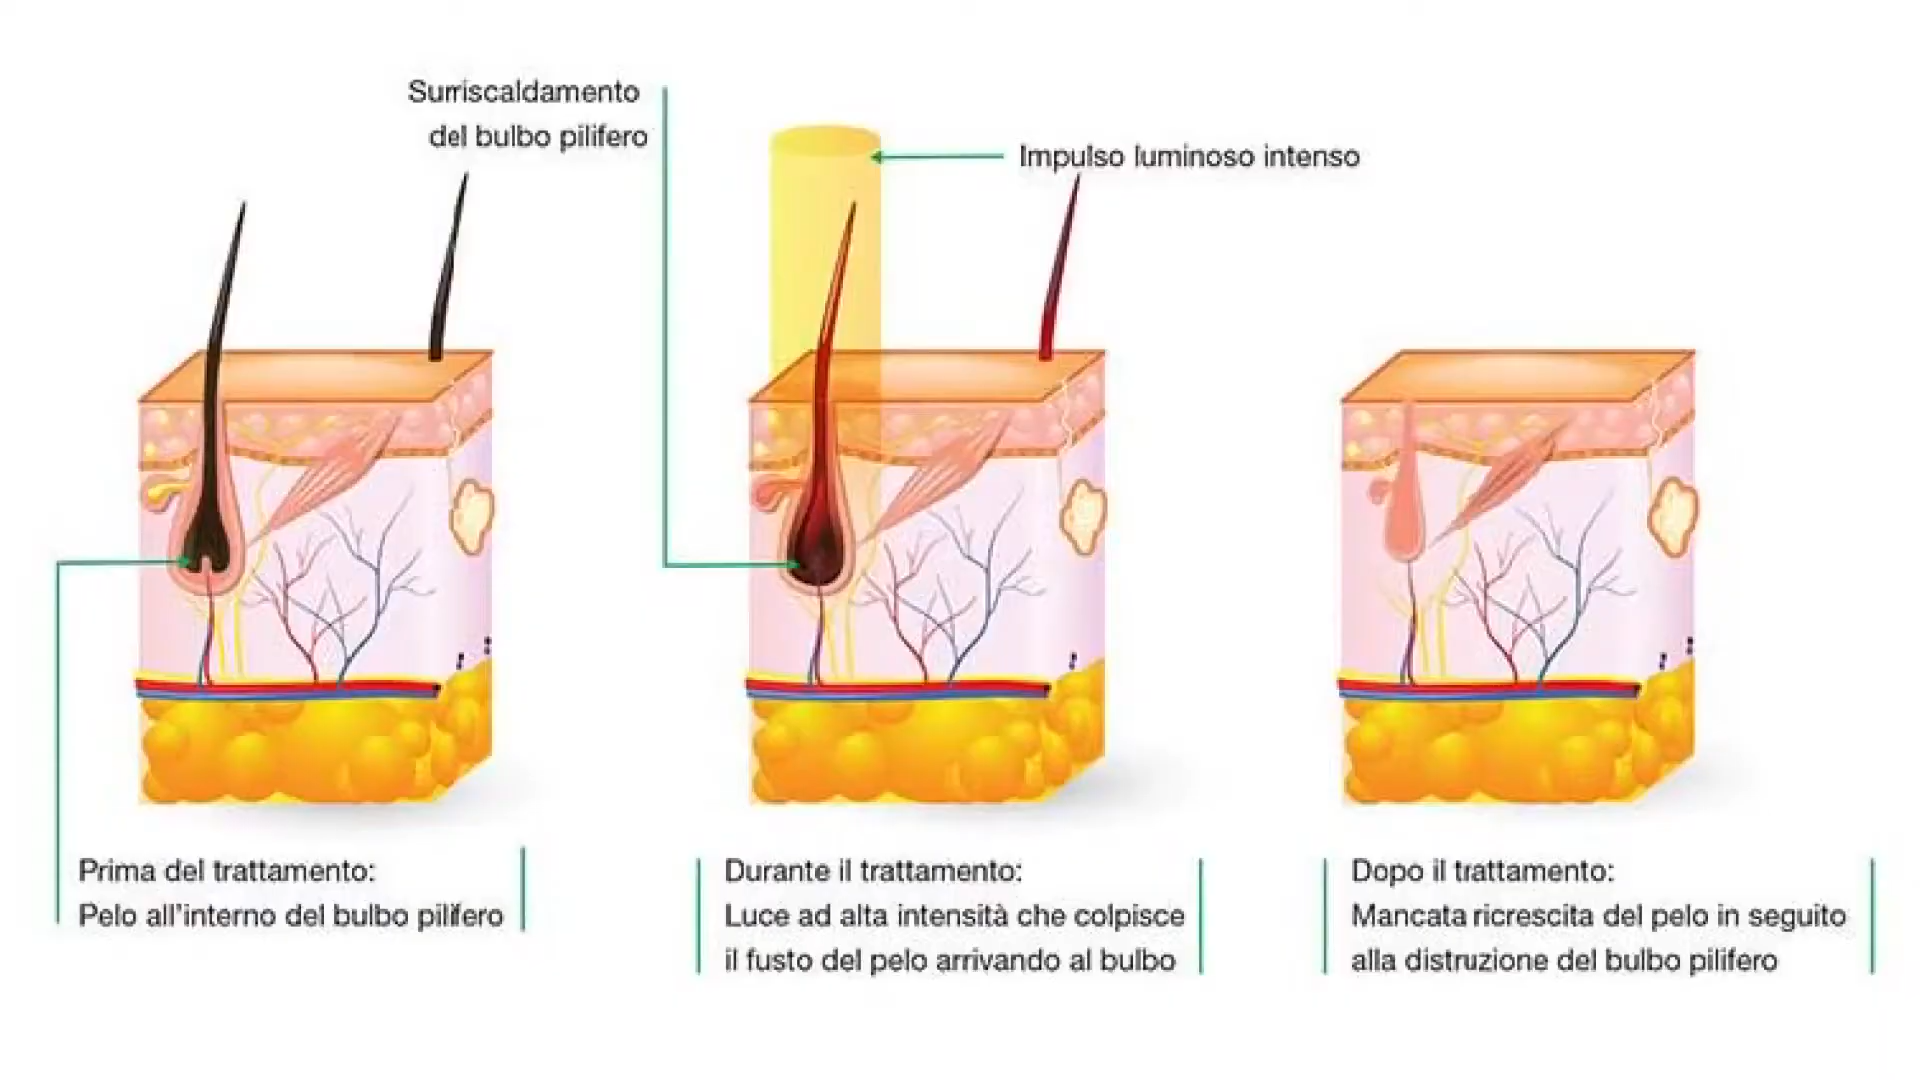 Surriscaldamento
del bulbo pilifero
Impulso luminoso intenso
Prima del trattamento:
Pelo all'interno del bulbo pilifero
Durante il trattamento:
Luce ad alta intensità che colpisce
il fusto del pelo arrivando al bulbo
Dopo il trattamento:
Mancata ricrescita del pelo in seguito
alla distruzione del bulbo pilifero